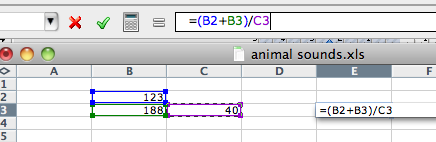 =(B2+B3)/C3
animal sounds.xls
A B C D E F
1
2 123
3 188 40 =(B2+B3)/C3
4
5